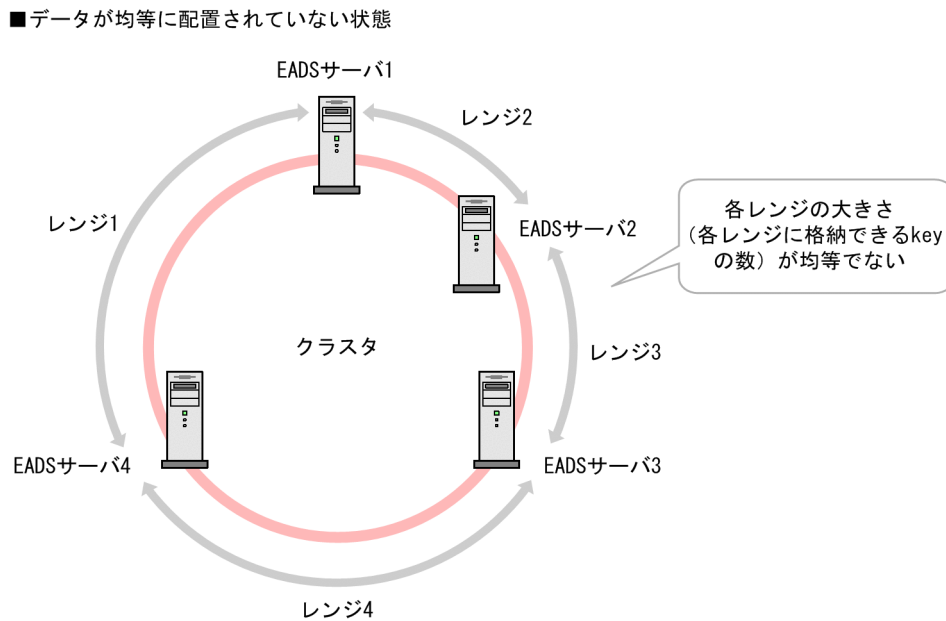 ■データが均等に配置されていない状態
EADSサーバ1
レンジ2
レンジ1
EADSサーバ2
各レンジの大きさ
(各レンジに格納できるkey
の数)が均等でない
クラスタ
レンジ3
EADSサーバ4
EADSサーバ3
レンジ4